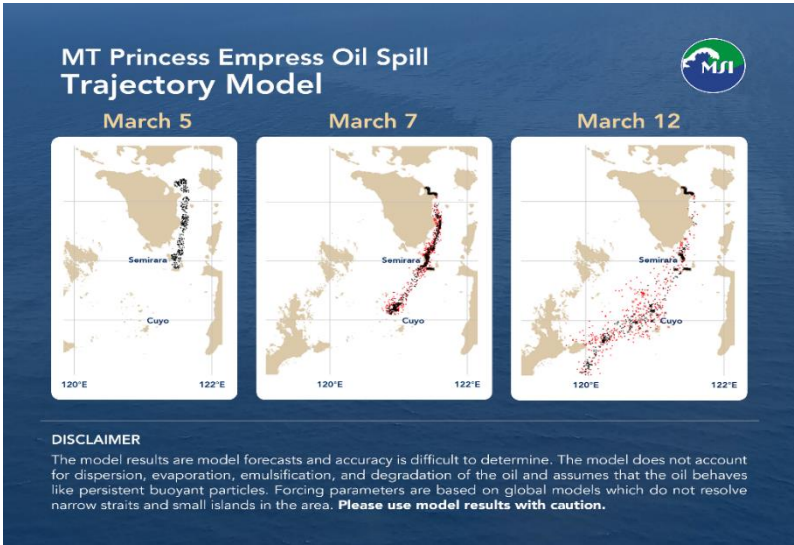 MT Princess Empress Oil Spill
Trajectory Model
MSI
March 5
March 7
March 12
Semirara
Cuyo
120°E
122°E
Semirara
Cuyo
120°E
122°E
Semirara
Cuyo
120°E
122°E
DISCLAIMER
The model results are model forecasts and accuracy is difficult to determine. The model does not account
for dispersion, evaporation, emulsification, and degradation of the oil and assumes that the oil behaves
like persistent buoyant particles. Forcing parameters are based on global models which do not resolve
narrow straits and small islands in the area. Please use model results with caution.